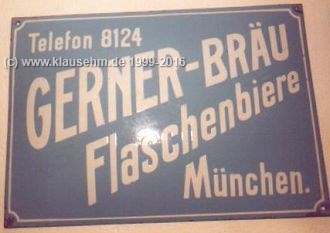 Telefon 8124
(c) www.klausehm.de 1999-2016
GERNER-BRÄU
Flaschenbiere
München.